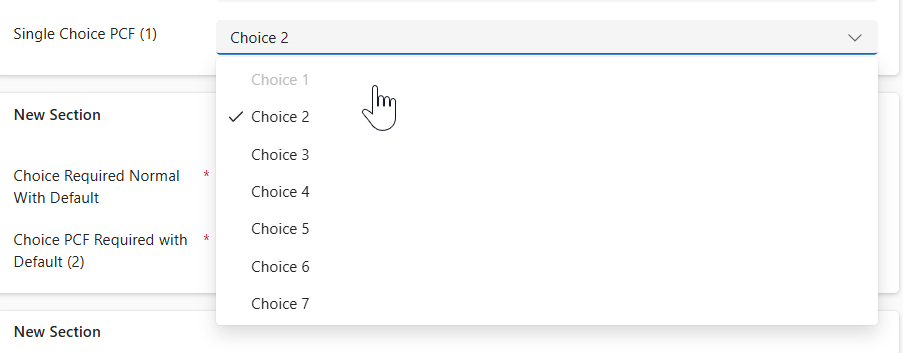 Single Choice PCF (1)
Choice 2
Choice 1
Choice 2
Choice 3
Choice 4
Choice 5
Choice 6
Choice 7
New Section
Choice Required Normal *
With Default
Choice PCF Required with *
Default (2)
New Section